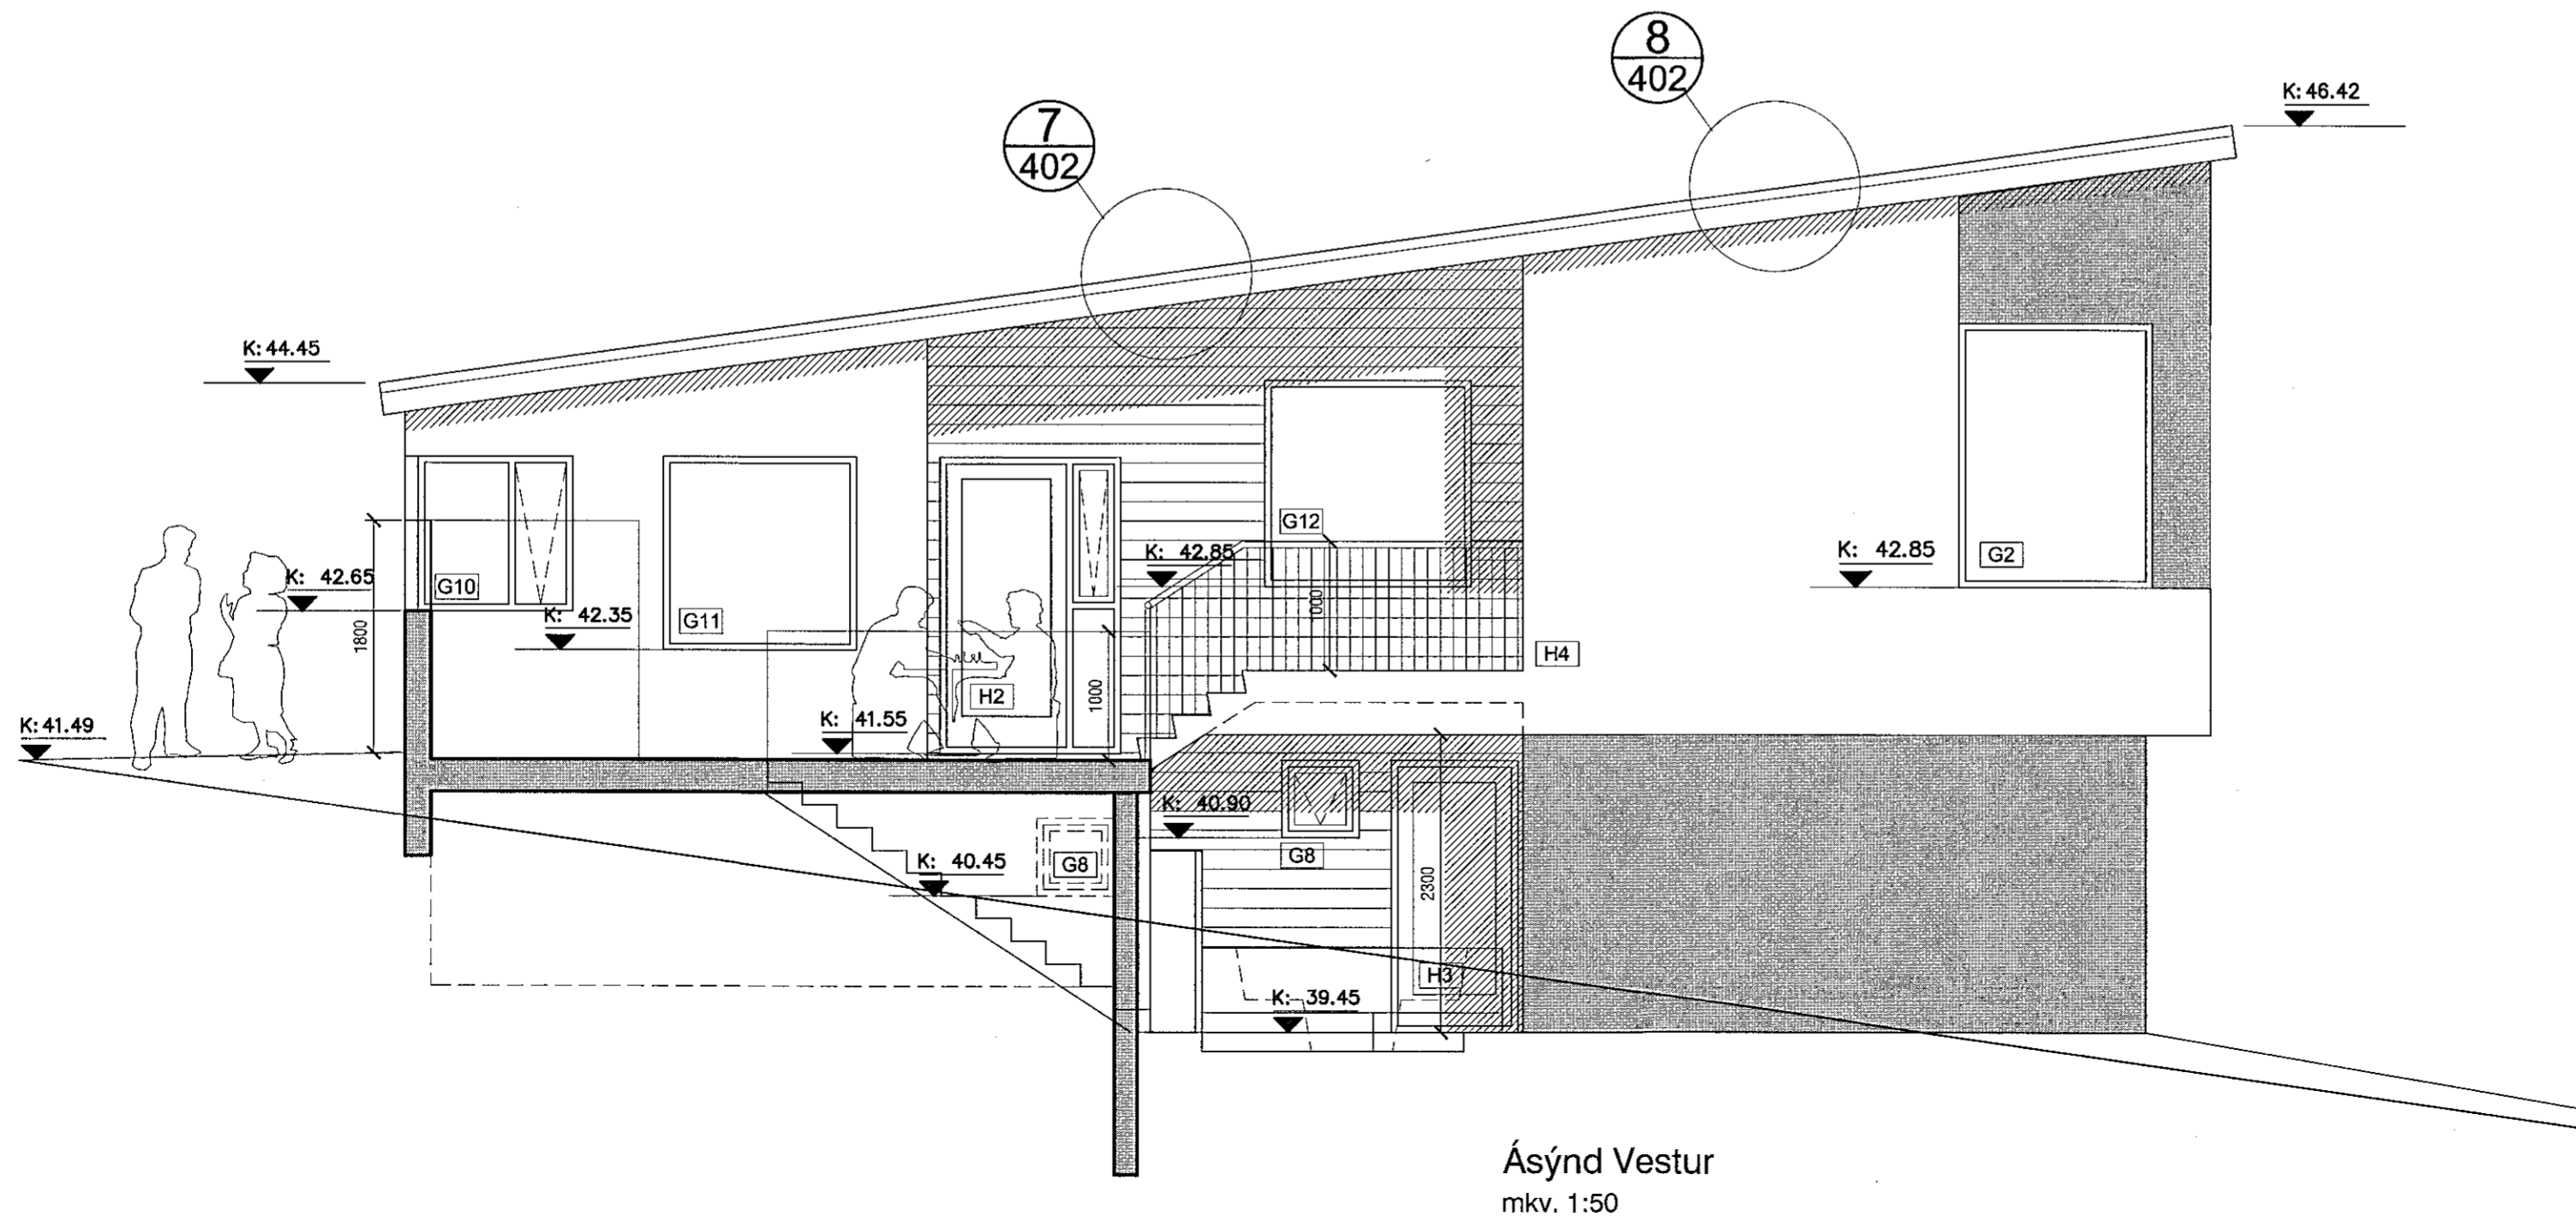 8
402
K: 46.42
7
402
K: 44.45
G12
K: 42.85
K: 42.85
G2
K: 42.65
G10
K: 42.35
G11
1000
1800
H4
H2
1000
K: 41.49
K: 41.55
K: 40.90
G8
K: 40.45
G8
2300
H3
K: 39.45
Ásýnd Vestur
mkv. 1:50